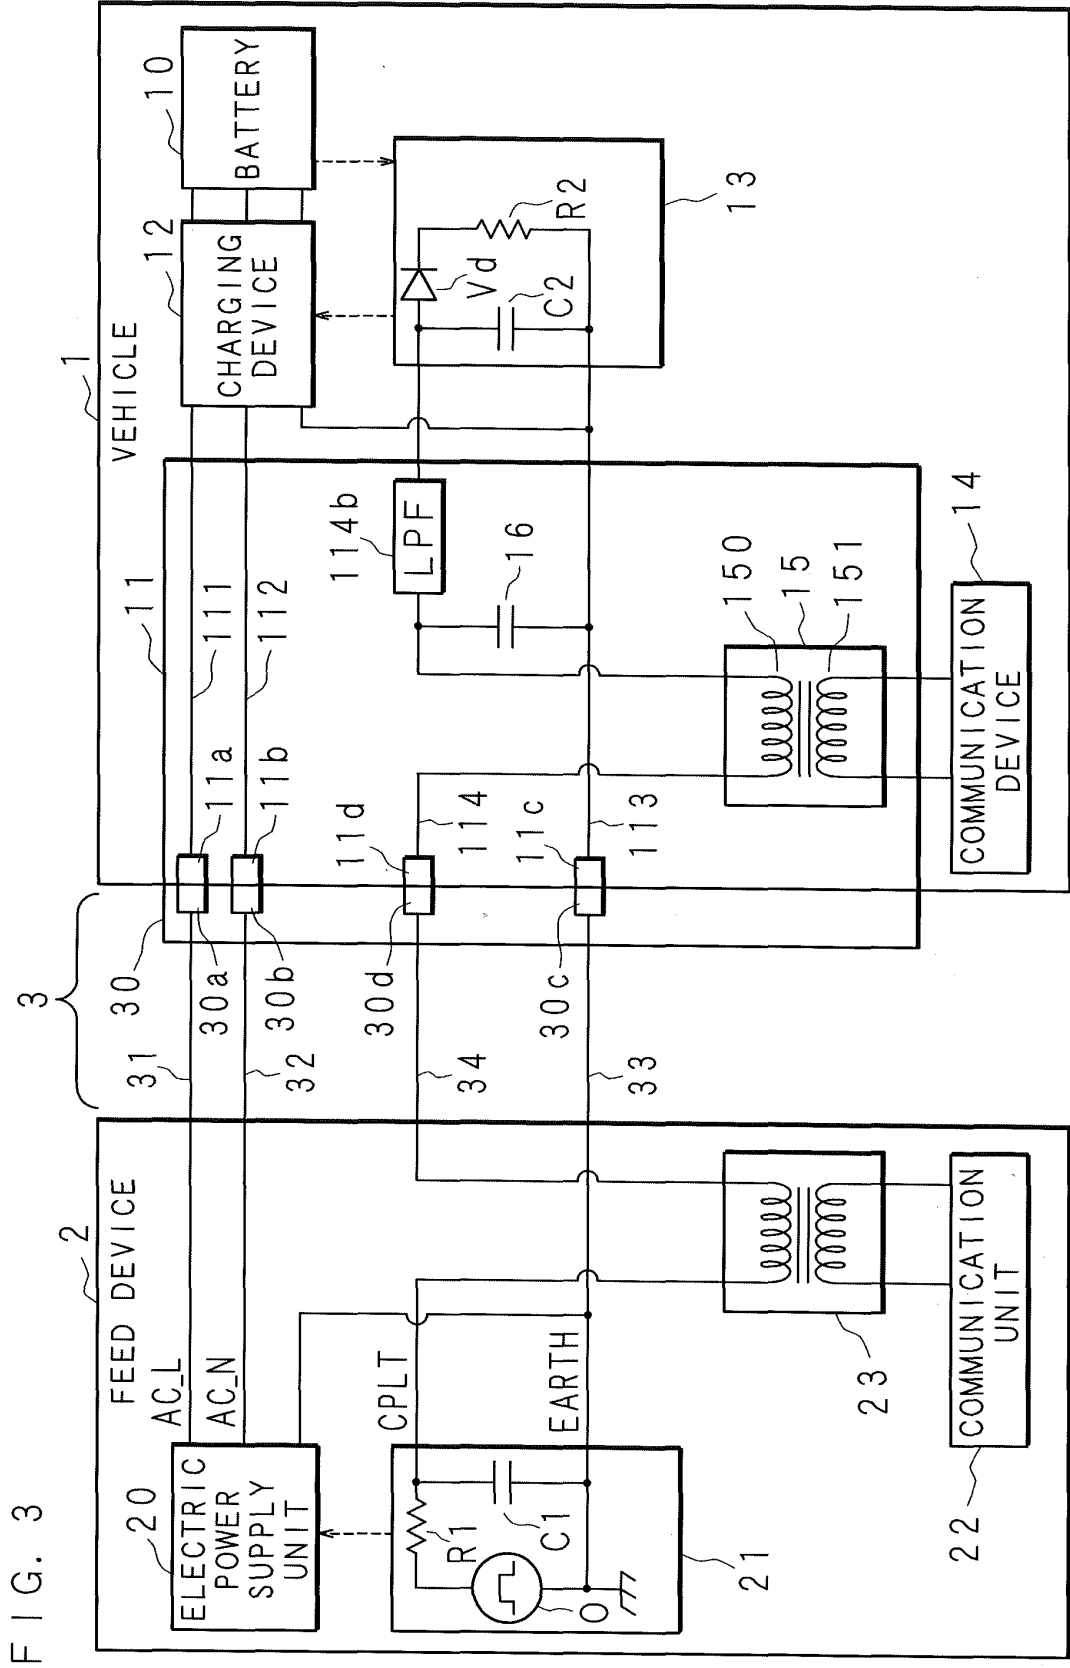 FIG. 3
2
FEED DEVICE
20
ELECTRIC
POWER
SUPPLY
UNIT
AC_L
AC_N
CPLT
EARTH
R1
C1
O
21
23
COMMUNICATION
UNIT
22
3
31
32
34
33
30
30a
30b
30d
30c
1
VEHICLE
11
11a
11b
11d
11c
111
112
114
113
114b
LPF
16
150
15
151
COMMUNICATION
DEVICE
14
12
CHARGING
DEVICE
10
BATTERY
Vd
R2
C2
13